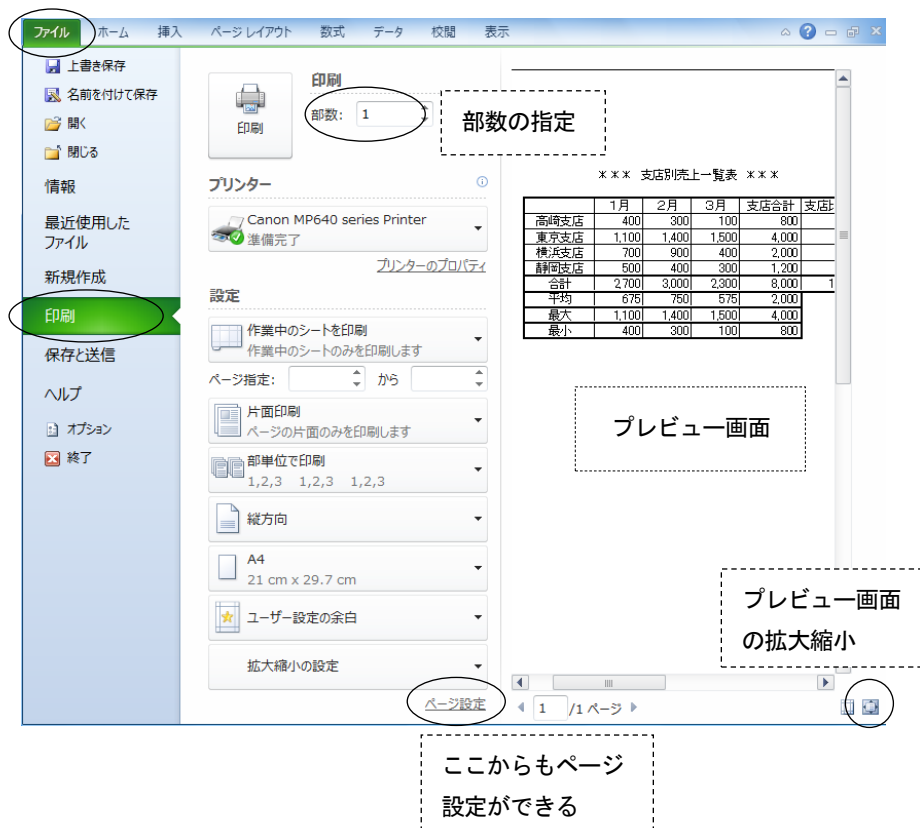 ファイル ホーム 挿入 ページ レイアウト 数式 データ 校閲 表示
上書き保存
名前を付けて保存
開く
閉じる
情報
最近使用した
ファイル
新規作成
印刷
保存と送信
ヘルプ
オプション
終了
印刷
印刷
部数: 1
部数の指定
プリンター
Canon MP640 series Printer
準備完了
プリンターのプロパティ
設定
作業中のシートを印刷
作業中のシートのみを印刷します
ページ指定: から
片面印刷
ページの片面のみを印刷します
部単位で印刷
1,2,3 1,2,3 1,2,3
縦方向
A4
21 cm x 29.7 cm
ユーザー設定の余白
拡大縮小の設定
ページ設定
ここからもページ
設定ができる
*** 支店別売上一覧表 ***
1月 2月 3月 支店合計
高崎支店 400 300 100 800
東京支店 1,100 1,400 1,500 4,000
横浜支店 700 900 400 2,000
静岡支店 500 400 300 1,200
合計 2,700 3,000 2,300 8,000 1
平均 675 750 575 2,000
最大 1,100 1,400 1,500 4,000
最小 400 300 100 800
プレビュー画面
プレビュー画面
の拡大縮小
1 /1 ページ